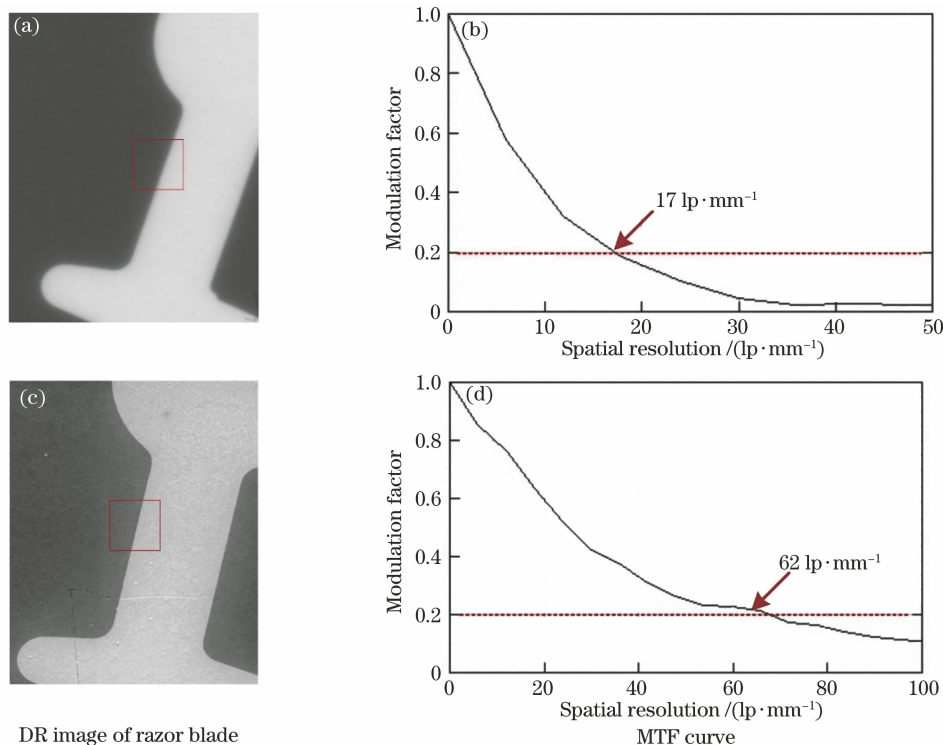 (a)
(b)
1.0
0.8
0.6
0.4
0.2
0
Modulation factor
17 lp·mm⁻¹
0 10 20 30 40 50
Spatial resolution /(lp·mm⁻¹)
(c)
(d)
1.0
0.8
0.6
0.4
0.2
0
Modulation factor
62 lp·mm⁻¹
0 20 40 60 80 100
Spatial resolution /(lp·mm⁻¹)
DR image of razor blade
MTF curve